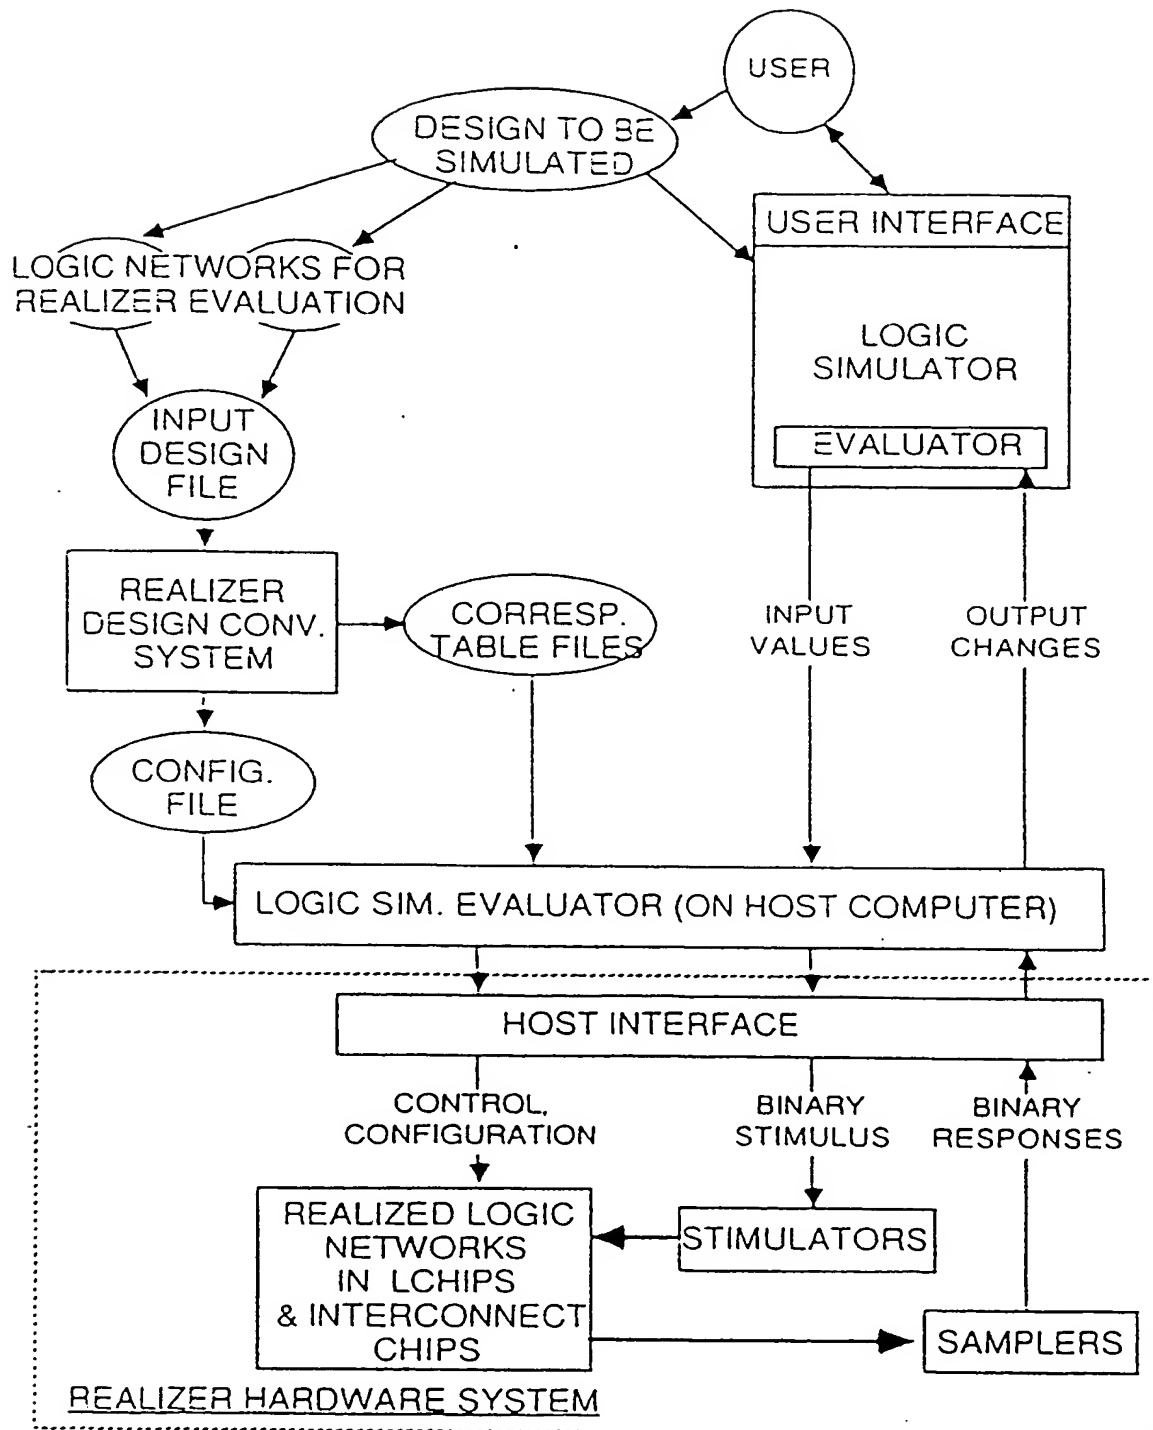 USER
DESIGN TO BE
SIMULATED
USER INTERFACE
LOGIC NETWORKS FOR
REALIZER EVALUATION
LOGIC
SIMULATOR
EVALUATOR
INPUT
DESIGN
FILE
REALIZER
DESIGN CONV.
SYSTEM
CORRESP.
TABLE FILES
INPUT
VALUES
OUTPUT
CHANGES
CONFIG.
FILE
LOGIC SIM. EVALUATOR (ON HOST COMPUTER)
HOST INTERFACE
CONTROL,
CONFIGURATION
BINARY
STIMULUS
BINARY
RESPONSES
REALIZED LOGIC
NETWORKS
IN LCHIPS
& INTERCONNECT
CHIPS
STIMULATORS
SAMPLERS
REALIZER HARDWARE SYSTEM